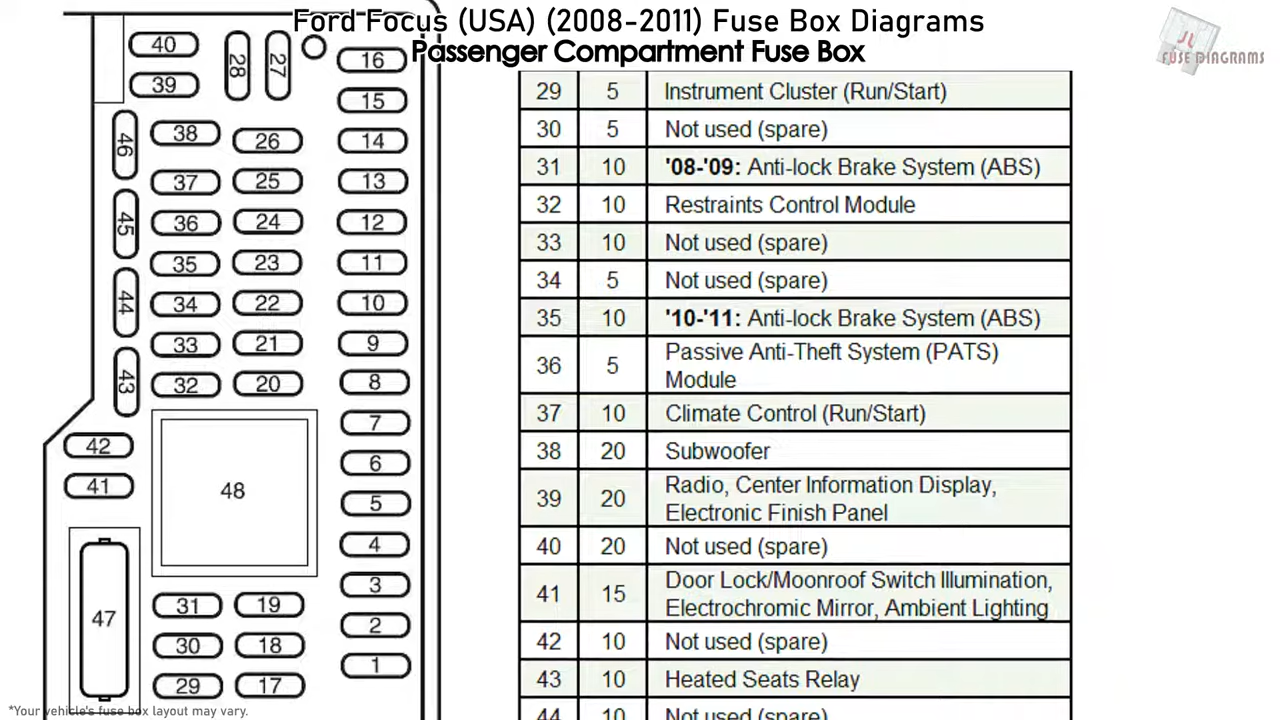 Ford Focus (USA) (2008-2011) Fuse Box Diagrams
Passenger Compartment Fuse Box
JL
FUSE DIAGRAMS
40
39
28
27
16
15
46
38
26
14
37
25
13
45
36
24
12
35
23
11
44
34
22
10
33
21
9
43
32
20
8
7
42
6
41
48
5
4
47
3
31
19
2
30
18
1
29
17
29 5 Instrument Cluster (Run/Start)
30 5 Not used (spare)
31 10 '08-'09: Anti-lock Brake System (ABS)
32 10 Restraints Control Module
33 10 Not used (spare)
34 5 Not used (spare)
35 10 '10-'11: Anti-lock Brake System (ABS)
36 5 Passive Anti-Theft System (PATS)
Module
37 10 Climate Control (Run/Start)
38 20 Subwoofer
39 20 Radio, Center Information Display,
Electronic Finish Panel
40 20 Not used (spare)
41 15 Door Lock/Moonroof Switch Illumination,
Electrochromic Mirror, Ambient Lighting
42 10 Not used (spare)
43 10 Heated Seats Relay
44 10 Not used (spare)
*Your vehicle's fuse box layout may vary.